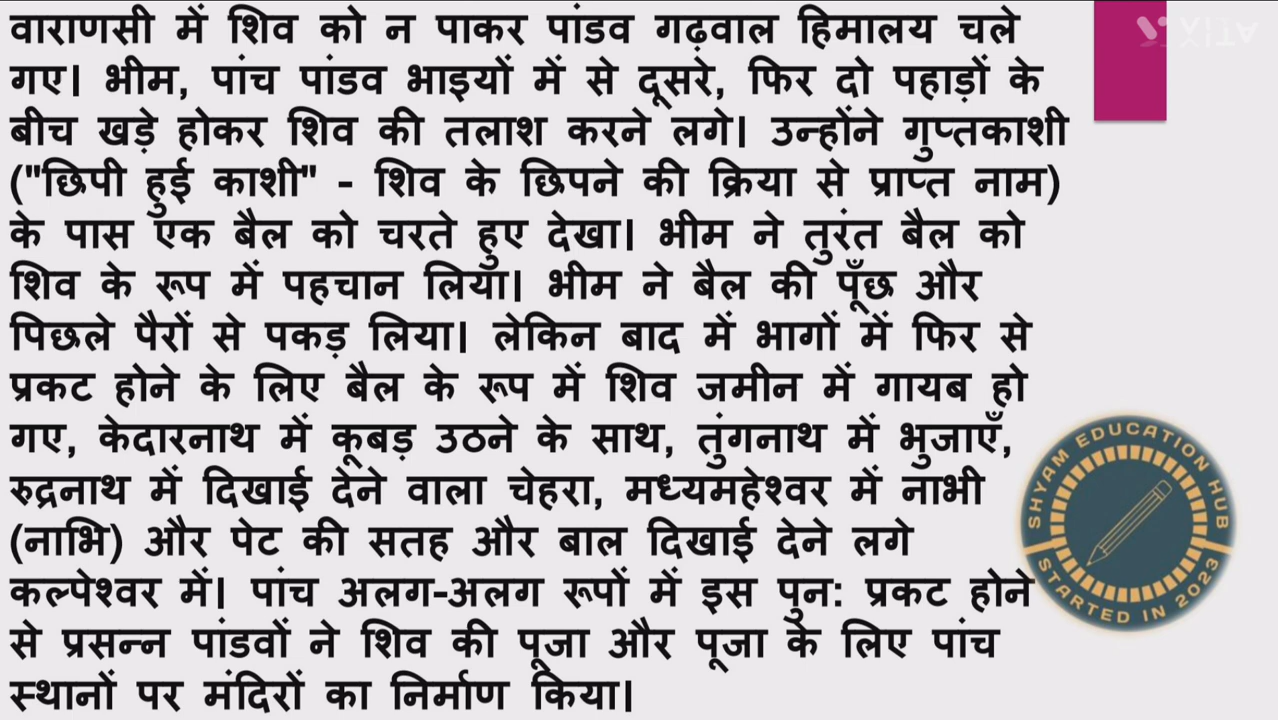 वाराणसी में शिव को न पाकर पांडव गढ़वाल हिमालय चले
गए। भीम, पांच पांडव भाइयों में से दूसरे, फिर दो पहाड़ों के
बीच खड़े होकर शिव की तलाश करने लगे। उन्होंने गुप्तकाशी
("छिपी हुई काशी" - शिव के छिपने की क्रिया से प्राप्त नाम)
के पास एक बैल को चरते हुए देखा। भीम ने तुरंत बैल को
शिव के रूप में पहचान लिया। भीम ने बैल की पूँछ और
पिछले पैरों से पकड़ लिया। लेकिन बाद में भागों में फिर से
प्रकट होने के लिए बैल के रूप में शिव जमीन में गायब हो
गए, केदारनाथ में कूबड़ उठने के साथ, तुंगनाथ में भुजाएँ,
रुद्रनाथ में दिखाई देने वाला चेहरा, मध्यमहेश्वर में नाभी
(नाभि) और पेट की सतह और बाल दिखाई देने लगे
कल्पेश्वर में। पांच अलग-अलग रूपों में इस पुन: प्रकट होने
से प्रसन्न पांडवों ने शिव की पूजा और पूजा के लिए पांच
स्थानों पर मंदिरों का निर्माण किया।
SHYAM EDUCATION HUB
STARTED IN 2023